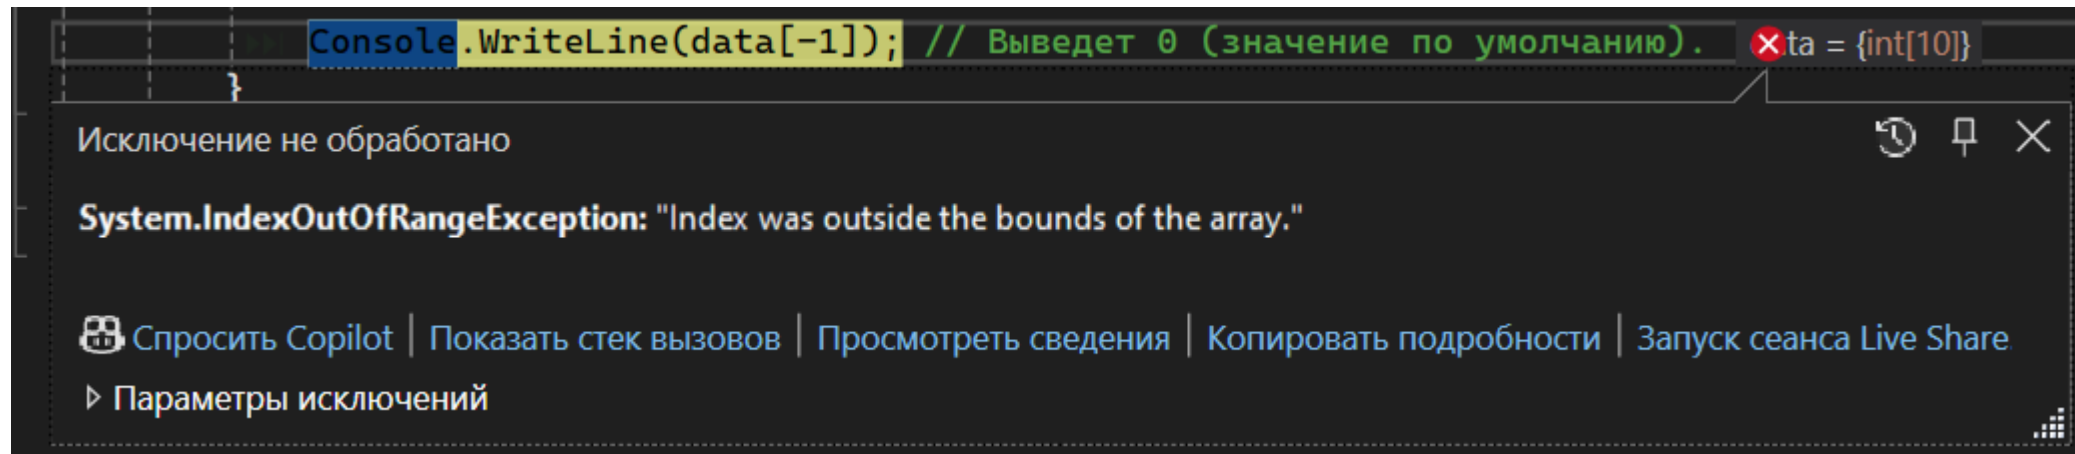 Console.WriteLine(data[-1]); // Выведет 0 (значение по умолчанию). ta = {int[10]}
}
Исключение не обработано
System.IndexOutOfRangeException: "Index was outside the bounds of the array."
Спросить Copilot | Показать стек вызовов | Просмотреть сведения | Копировать подробности | Запуск сеанса Live Share
Параметры исключений